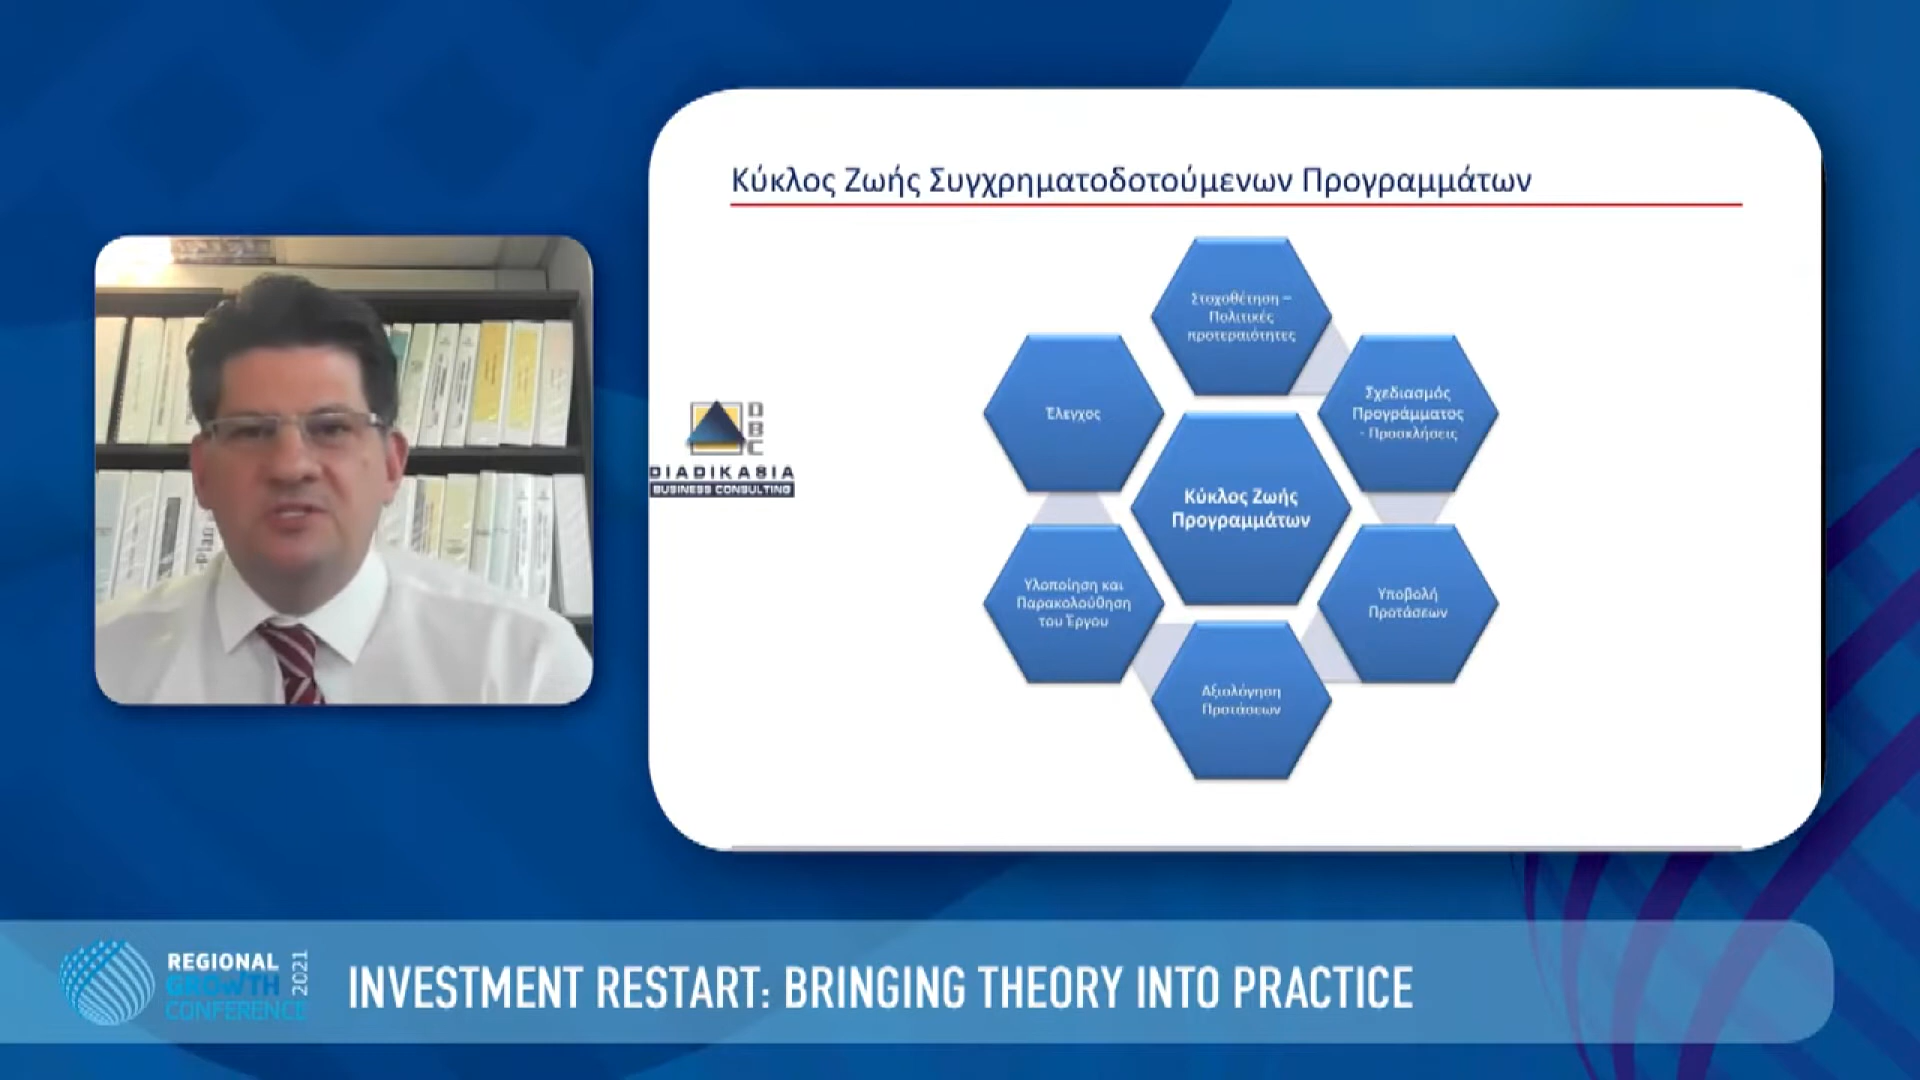 Κύκλος Ζωής Συγχρηματοδοτούμενων Προγραμμάτων
Στοχοθέτηση –
Πολιτικές
προτεραιότητες
Σχεδιασμός
Προγράμματος
- Προσκλήσεις
Υποβολή
Προτάσεων
Αξιολόγηση
Προτάσεων
Υλοποίηση και
Παρακολούθηση
του Έργου
Έλεγχος
Κύκλος Ζωής
Προγραμμάτων
DBC
DIADIKASIA
BUSINESS CONSULTING
Plan
REGIONAL
GROWTH
CONFERENCE
2021
INVESTMENT RESTART: BRINGING THEORY INTO PRACTICE